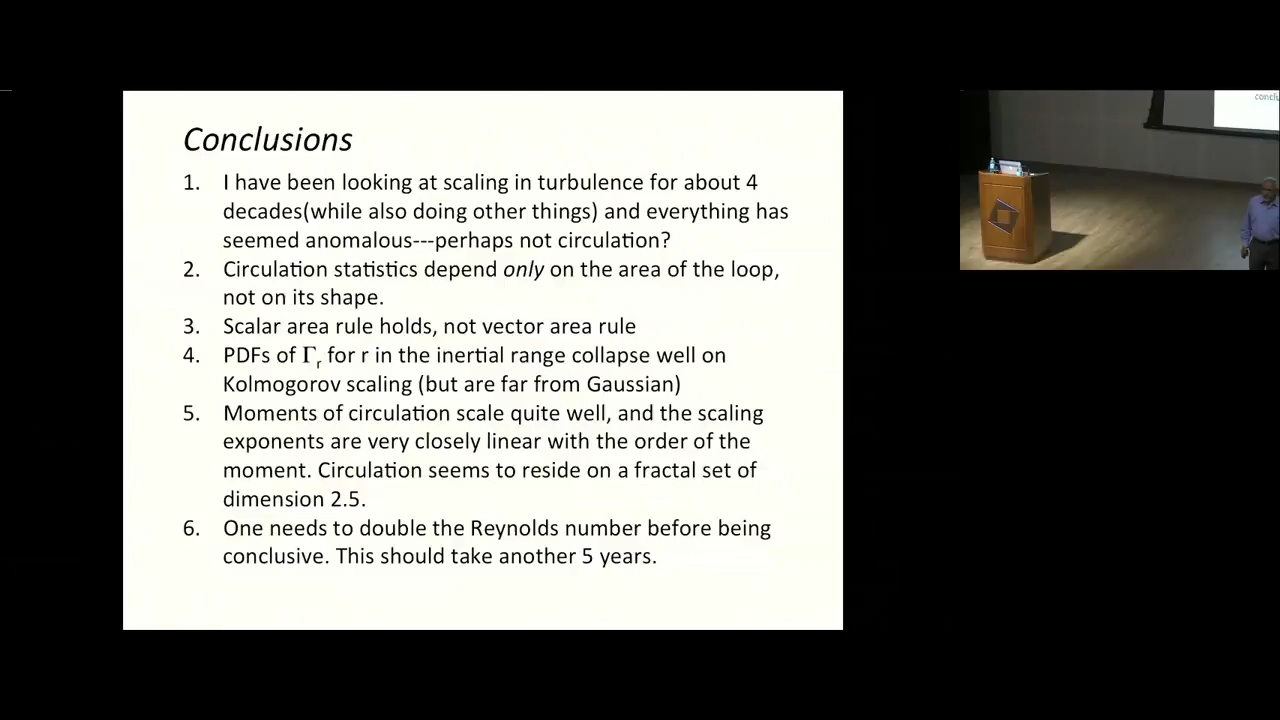 Conclusions
1. I have been looking at scaling in turbulence for about 4
decades(while also doing other things) and everything has
seemed anomalous---perhaps not circulation?
2. Circulation statistics depend only on the area of the loop,
not on its shape.
3. Scalar area rule holds, not vector area rule
4. PDFs of Γr for r in the inertial range collapse well on
Kolmogorov scaling (but are far from Gaussian)
5. Moments of circulation scale quite well, and the scaling
exponents are very closely linear with the order of the
moment. Circulation seems to reside on a fractal set of
dimension 2.5.
6. One needs to double the Reynolds number before being
conclusive. This should take another 5 years.